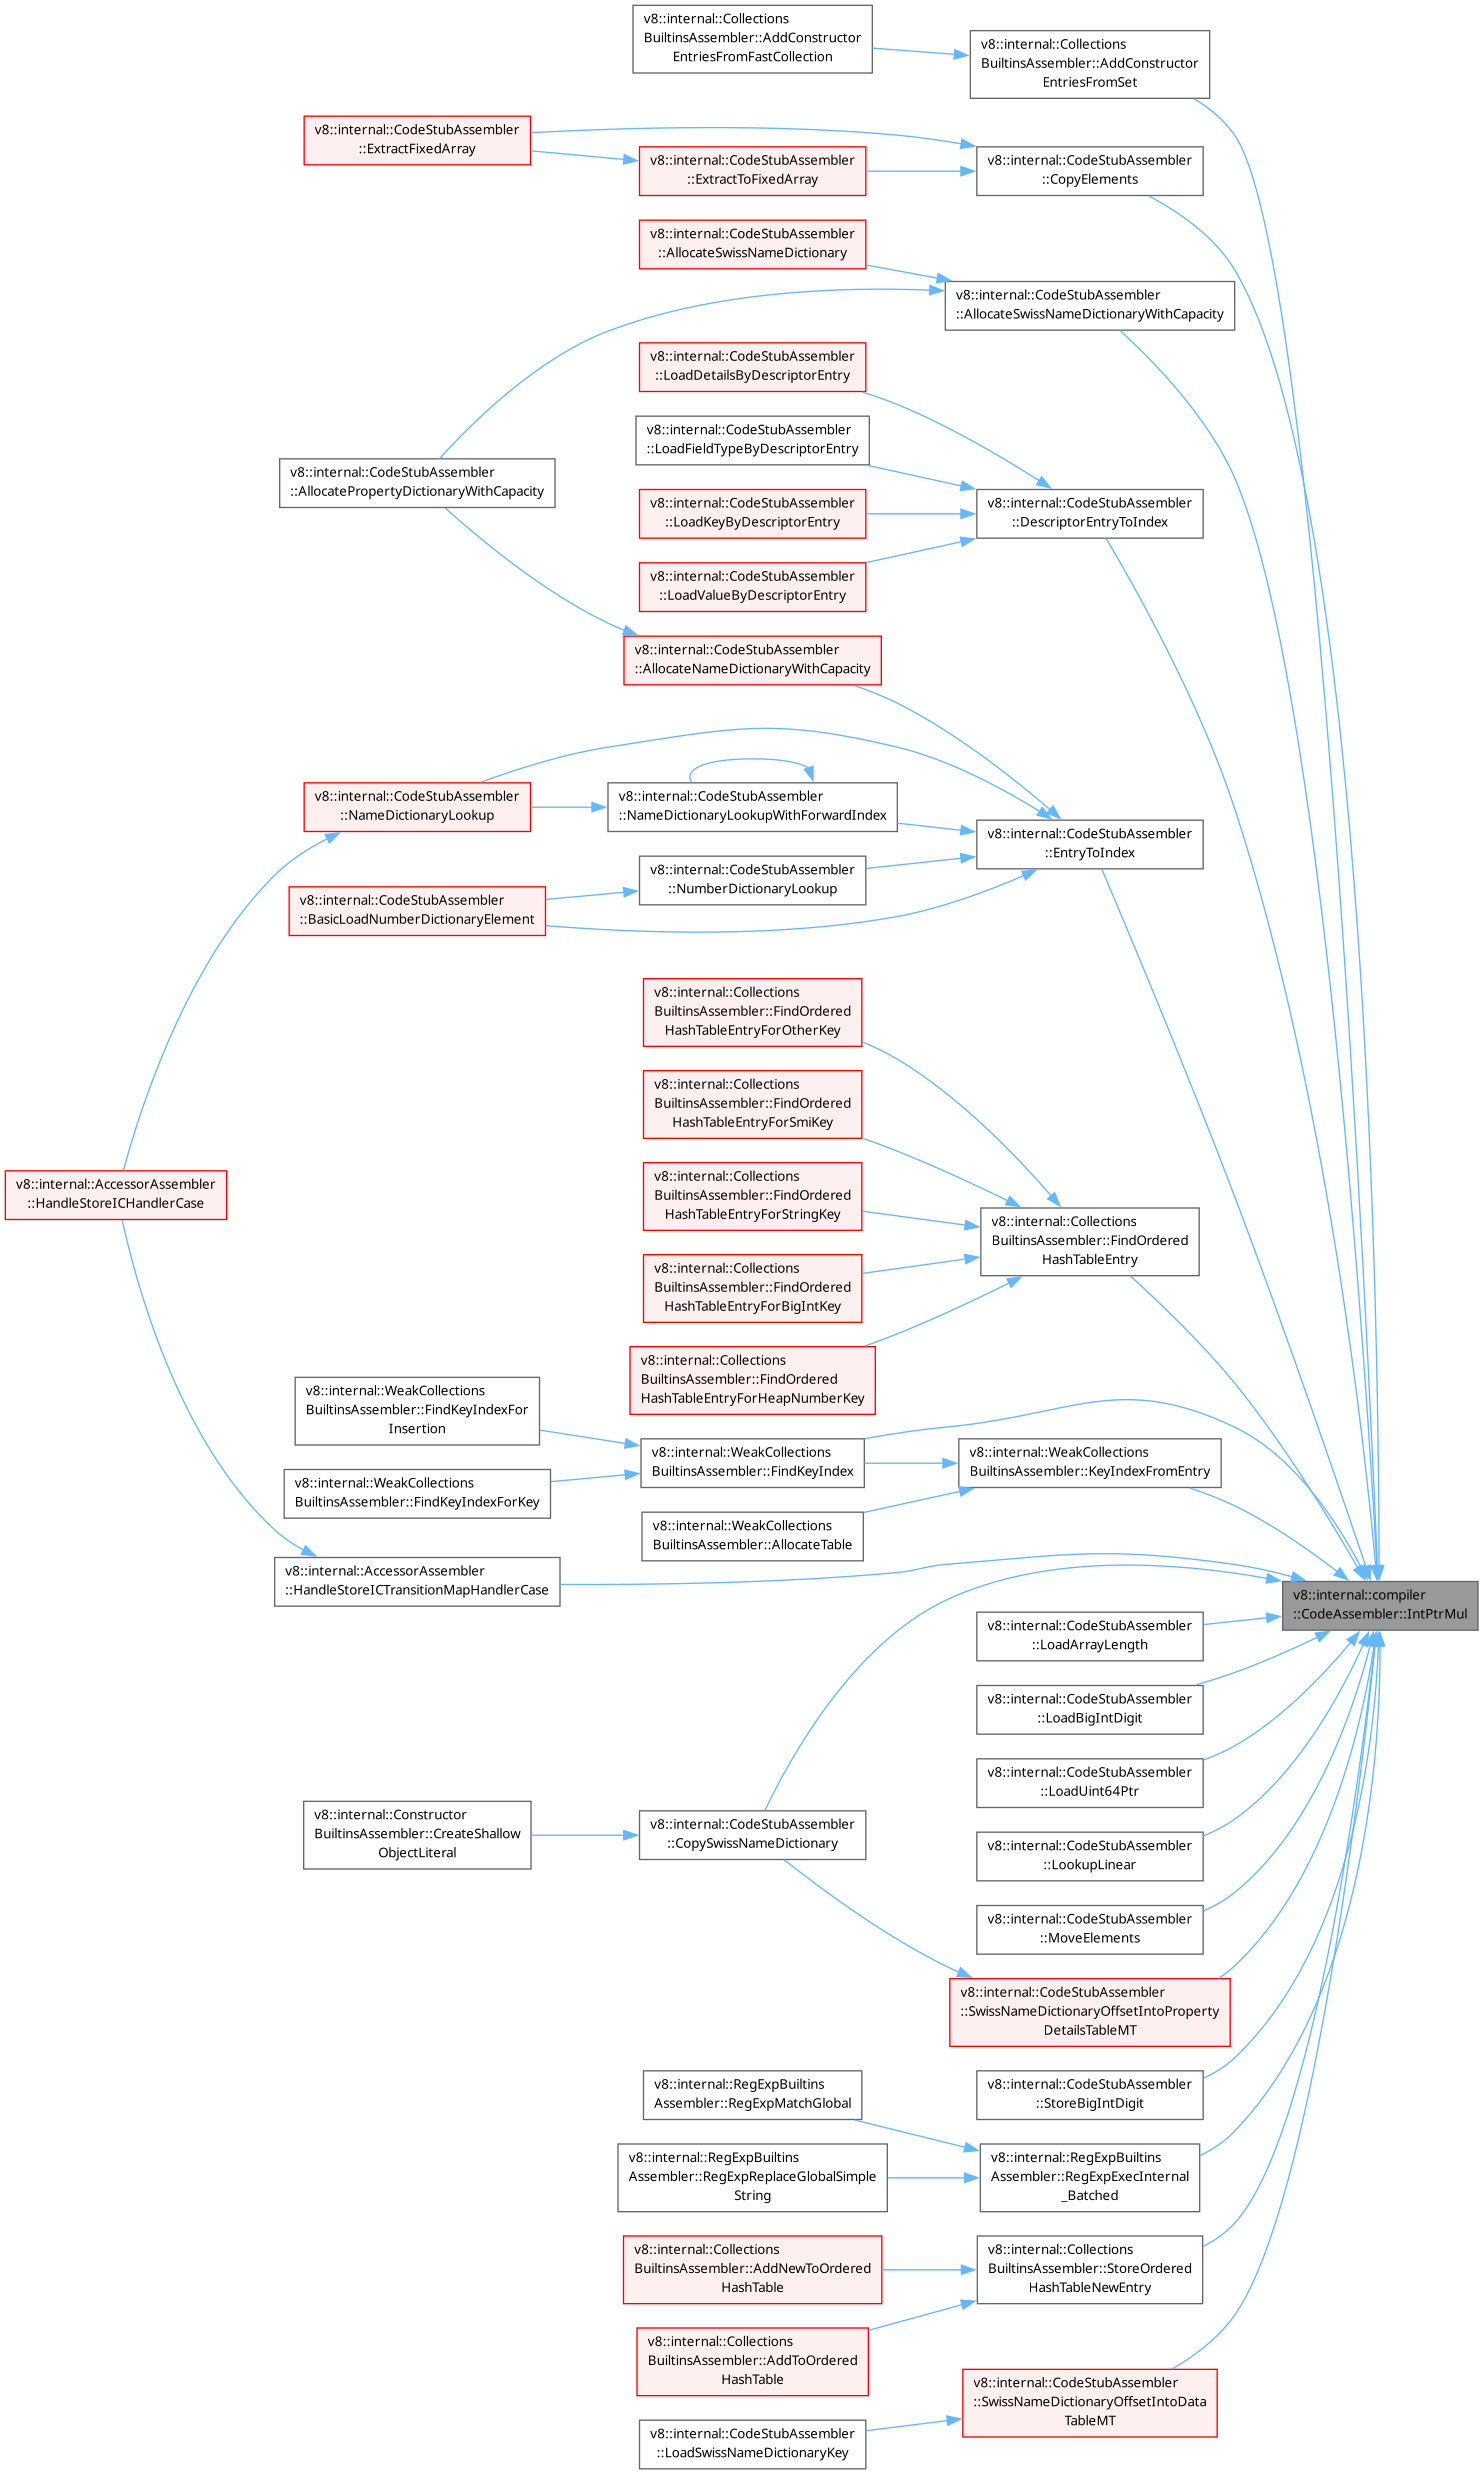 v8::internal::Collections
BuiltinsAssembler::AddConstructor
EntriesFromFastCollection
v8::internal::Collections
BuiltinsAssembler::AddConstructor
EntriesFromSet
v8::internal::CodeStubAssembler
::ExtractFixedArray
v8::internal::CodeStubAssembler
::ExtractToFixedArray
v8::internal::CodeStubAssembler
::CopyElements
v8::internal::CodeStubAssembler
::AllocateSwissNameDictionary
v8::internal::CodeStubAssembler
::AllocateSwissNameDictionaryWithCapacity
v8::internal::CodeStubAssembler
::LoadDetailsByDescriptorEntry
v8::internal::CodeStubAssembler
::LoadFieldTypeByDescriptorEntry
v8::internal::CodeStubAssembler
::AllocatePropertyDictionaryWithCapacity
v8::internal::CodeStubAssembler
::LoadKeyByDescriptorEntry
v8::internal::CodeStubAssembler
::DescriptorEntryToIndex
v8::internal::CodeStubAssembler
::LoadValueByDescriptorEntry
v8::internal::CodeStubAssembler
::AllocateNameDictionaryWithCapacity
v8::internal::CodeStubAssembler
::NameDictionaryLookup
v8::internal::CodeStubAssembler
::NameDictionaryLookupWithForwardIndex
v8::internal::CodeStubAssembler
::EntryToIndex
v8::internal::CodeStubAssembler
::NumberDictionaryLookup
v8::internal::CodeStubAssembler
::BasicLoadNumberDictionaryElement
v8::internal::Collections
BuiltinsAssembler::FindOrdered
HashTableEntryForOtherKey
v8::internal::Collections
BuiltinsAssembler::FindOrdered
HashTableEntryForSmiKey
v8::internal::AccessorAssembler
::HandleStoreICHandlerCase
v8::internal::Collections
BuiltinsAssembler::FindOrdered
HashTableEntryForStringKey
v8::internal::Collections
BuiltinsAssembler::FindOrdered
HashTableEntry
v8::internal::Collections
BuiltinsAssembler::FindOrdered
HashTableEntryForBigIntKey
v8::internal::Collections
BuiltinsAssembler::FindOrdered
HashTableEntryForHeapNumberKey
v8::internal::WeakCollections
BuiltinsAssembler::FindKeyIndexFor
Insertion
v8::internal::WeakCollections
BuiltinsAssembler::FindKeyIndex
v8::internal::WeakCollections
BuiltinsAssembler::KeyIndexFromEntry
v8::internal::WeakCollections
BuiltinsAssembler::FindKeyIndexForKey
v8::internal::WeakCollections
BuiltinsAssembler::AllocateTable
v8::internal::AccessorAssembler
::HandleStoreICTransitionMapHandlerCase
v8::internal::compiler
::CodeAssembler::IntPtrMul
v8::internal::CodeStubAssembler
::LoadArrayLength
v8::internal::CodeStubAssembler
::LoadBigIntDigit
v8::internal::CodeStubAssembler
::LoadUint64Ptr
v8::internal::Constructor
BuiltinsAssembler::CreateShallow
ObjectLiteral
v8::internal::CodeStubAssembler
::CopySwissNameDictionary
v8::internal::CodeStubAssembler
::LookupLinear
v8::internal::CodeStubAssembler
::MoveElements
v8::internal::CodeStubAssembler
::SwissNameDictionaryOffsetIntoProperty
DetailsTableMT
v8::internal::CodeStubAssembler
::StoreBigIntDigit
v8::internal::RegExpBuiltins
Assembler::RegExpMatchGlobal
v8::internal::RegExpBuiltins
Assembler::RegExpReplaceGlobalSimple
String
v8::internal::RegExpBuiltins
Assembler::RegExpExecInternal
_Batched
v8::internal::Collections
BuiltinsAssembler::AddNewToOrdered
HashTable
v8::internal::Collections
BuiltinsAssembler::StoreOrdered
HashTableNewEntry
v8::internal::Collections
BuiltinsAssembler::AddToOrdered
HashTable
v8::internal::CodeStubAssembler
::SwissNameDictionaryOffsetIntoData
TableMT
v8::internal::CodeStubAssembler
::LoadSwissNameDictionaryKey